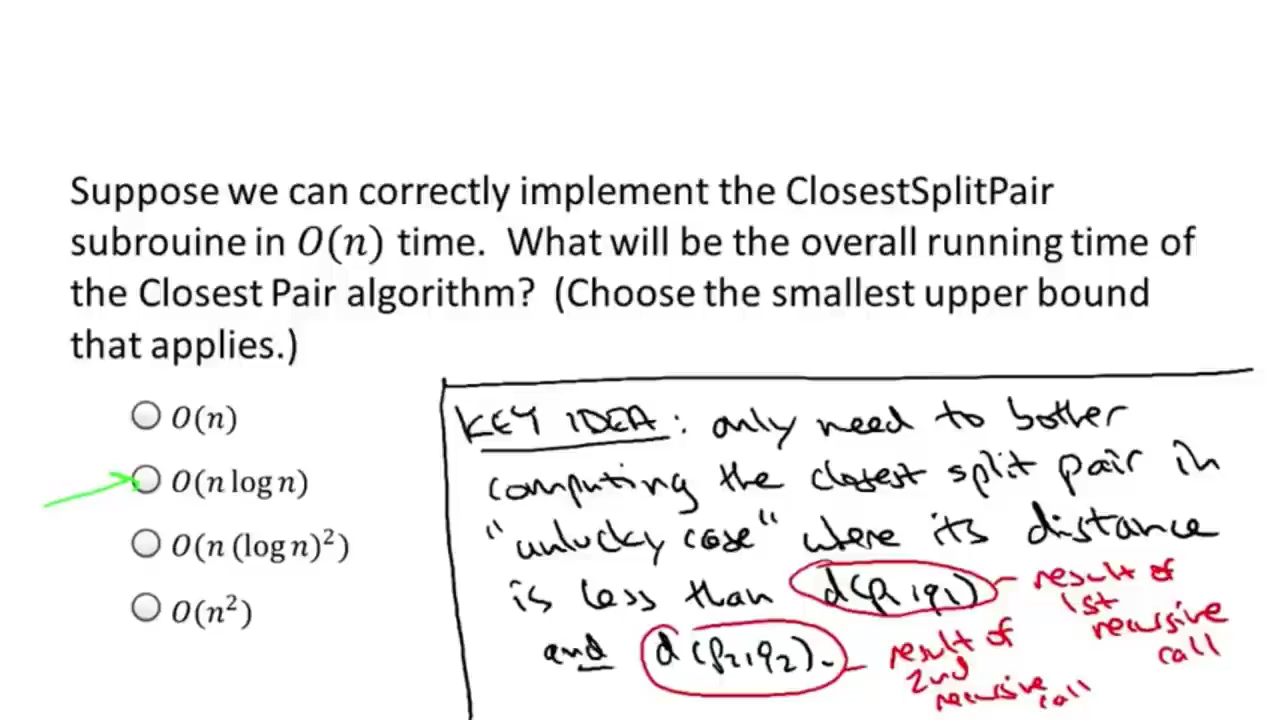 Suppose we can correctly implement the ClosestSplitPair
subrouine in O(n) time. What will be the overall running time of
the Closest Pair algorithm? (Choose the smallest upper bound
that applies.)
O(n)
O(n log n)
O(n (log n)²)
O(n²)
KEY IDEA: only need to bother
computing the closest split pair in
"unlucky case" where its distance
is less than d(p₁,q₁)
and d(p₂,q₂).
result of
1st
recursive
call
result of
2nd
recursive call